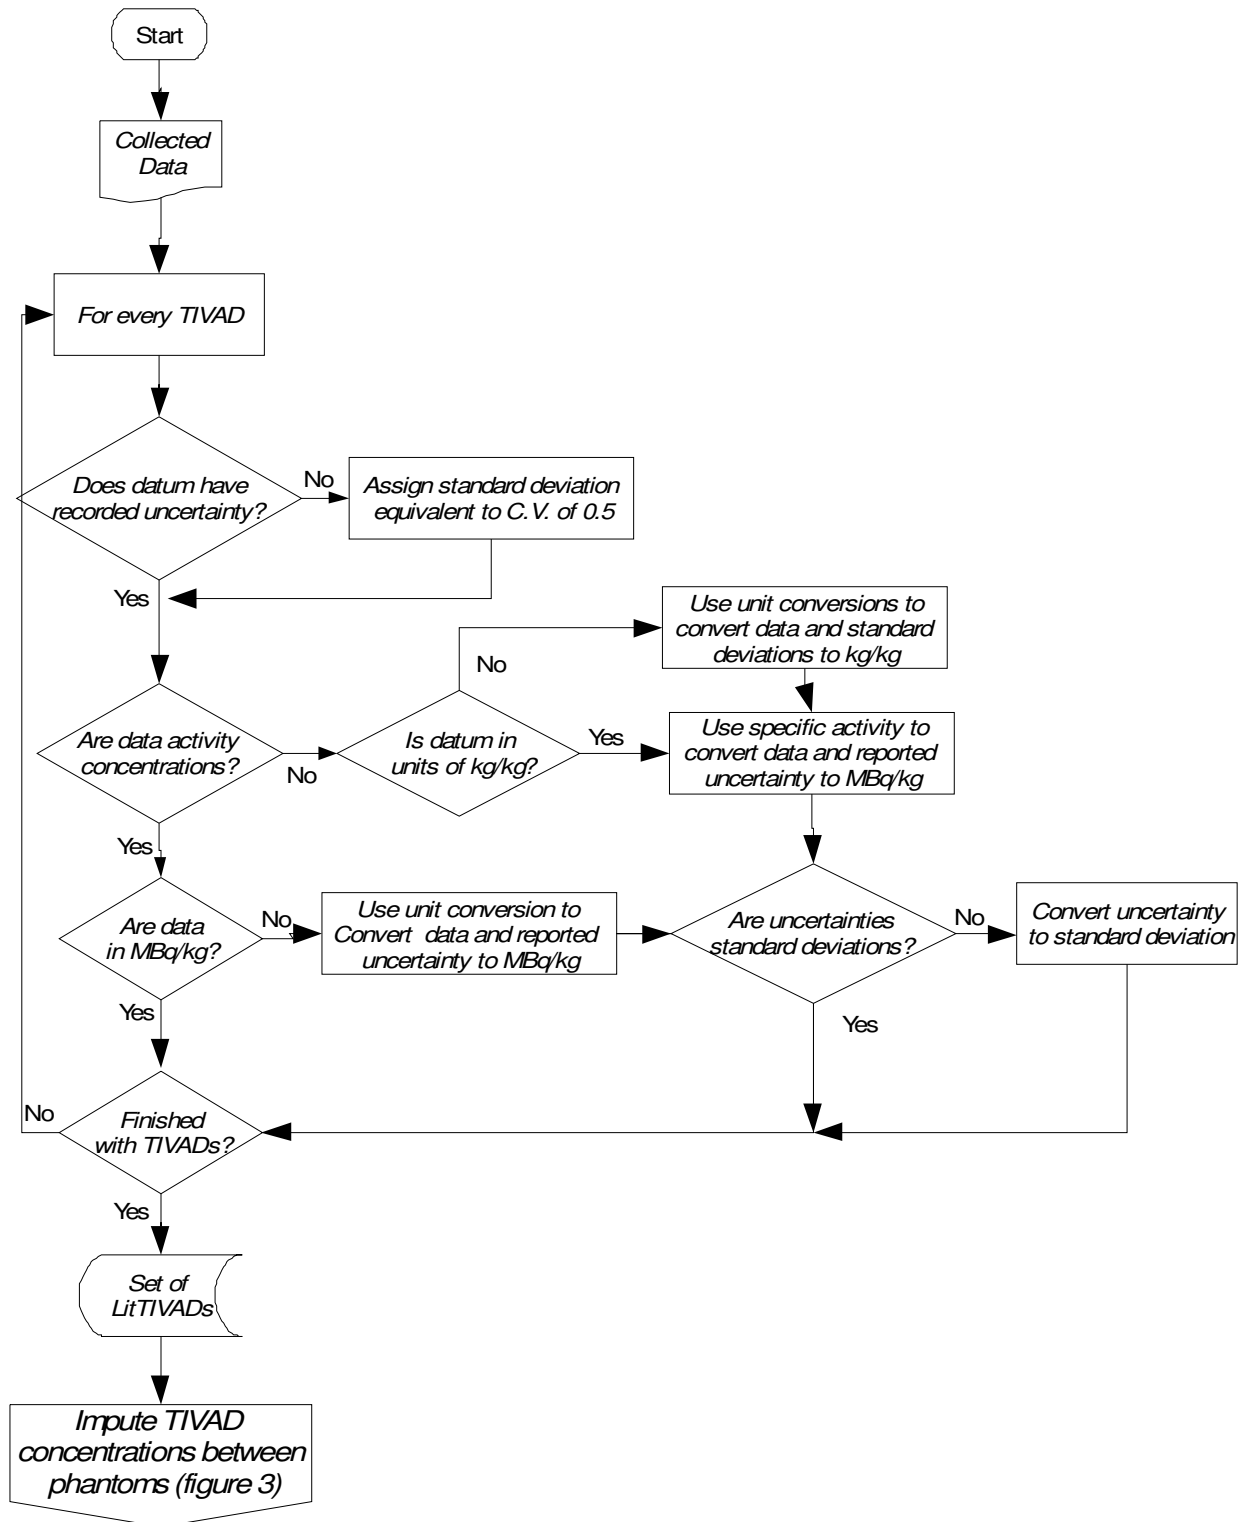 Start
Collected
Data
For every TIVAD
Does datum have
recorded uncertainty?
No
Assign standard deviation
equivalent to C.V. of 0.5
Yes
Use unit conversions to
convert data and standard
deviations to kg/kg
No
Are data activity
concentrations?
No
Is datum in
units of kg/kg?
Yes
Use specific activity to
convert data and reported
uncertainty to MBq/kg
Yes
Are data
in MBq/kg?
No
Use unit conversion to
Convert data and reported
uncertainty to MBq/kg
Are uncertainties
standard deviations?
No
Convert uncertainty
to standard deviation
Yes
Yes
No
Finished
with TIVADs?
Yes
Set of
LitTIVADs
Impute TIVAD
concentrations between
phantoms (figure 3)